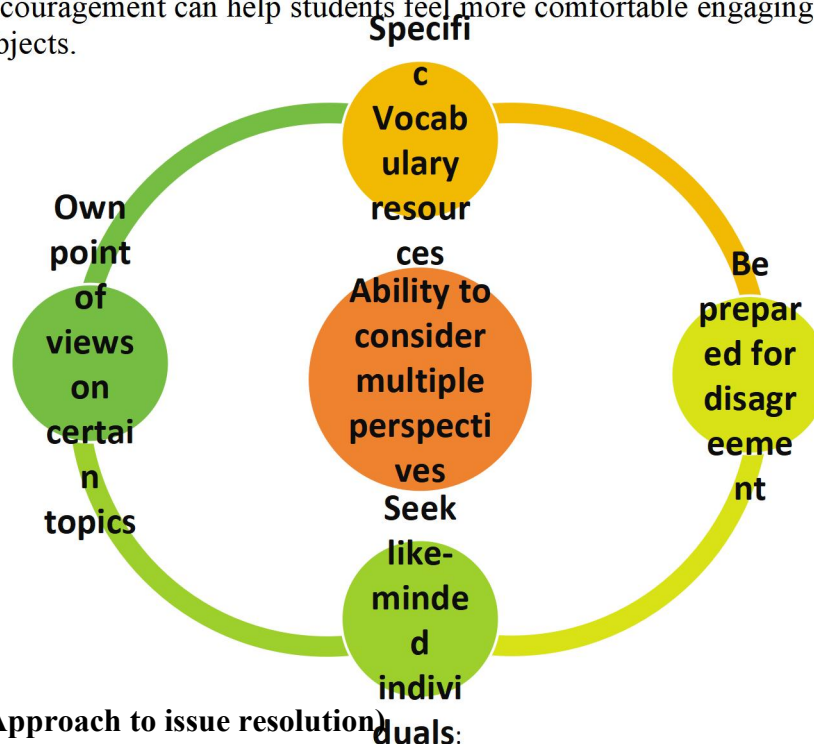 couragement can help students feel more comfortable engaging
jects.
Specifi
c
Vocab
ulary
resour
ces
Own
point
of
views
on
certai
n
topics
Ability to
consider
multiple
perspecti
ves
Be
prepar
ed for
disagr
eeme
nt
Seek
like-
minde
d
indivi
duals:
Approach to issue resolution)